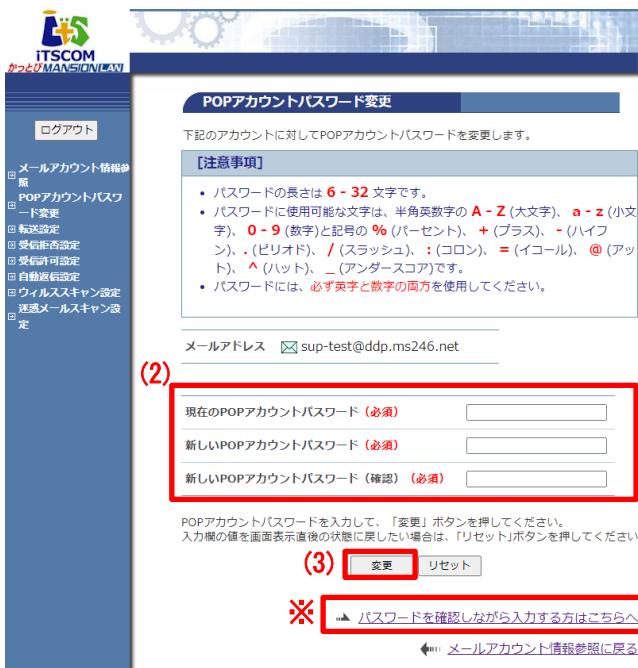 iTSCOM
かっとびMANSIONLAN
ログアウト
メールアカウント情報参
照
POPアカウントパスワ
ード変更
転送設定
受信拒否設定
受信許可設定
自動返信設定
ウィルススキャン設定
迷惑メールスキャン設
定
POPアカウントパスワード変更
下記のアカウントに対してPOPアカウントパスワードを変更します。
[注意事項]
• パスワードの長さは 6 - 32 文字です。
• パスワードに使用可能な文字は、半角英数字の A - Z (大文字)、 a - z (小文
字)、 0 - 9 (数字)と記号の % (パーセント)、 + (プラス)、 - (ハイフ
ン)、. (ピリオド)、 / (スラッシュ)、 : (コロン)、 = (イコール)、 @ (アッ
ト)、 ^ (ハット)、 _ (アンダースコア)です。
• パスワードには、必ず英字と数字の両方を使用してください。
メールアドレス sup-test@ddp.ms246.net
(2)
現在のPOPアカウントパスワード（必須）
新しいPOPアカウントパスワード（必須）
新しいPOPアカウントパスワード（確認）（必須）
POPアカウントパスワードを入力して、「変更」ボタンを押してください。
入力欄の値を画面表示直後の状態に戻したい場合は、「リセット」ボタンを押してください
(3) 変更 リセット
※ パスワードを確認しながら入力する方はこちらへ
メールアカウント情報参照に戻る